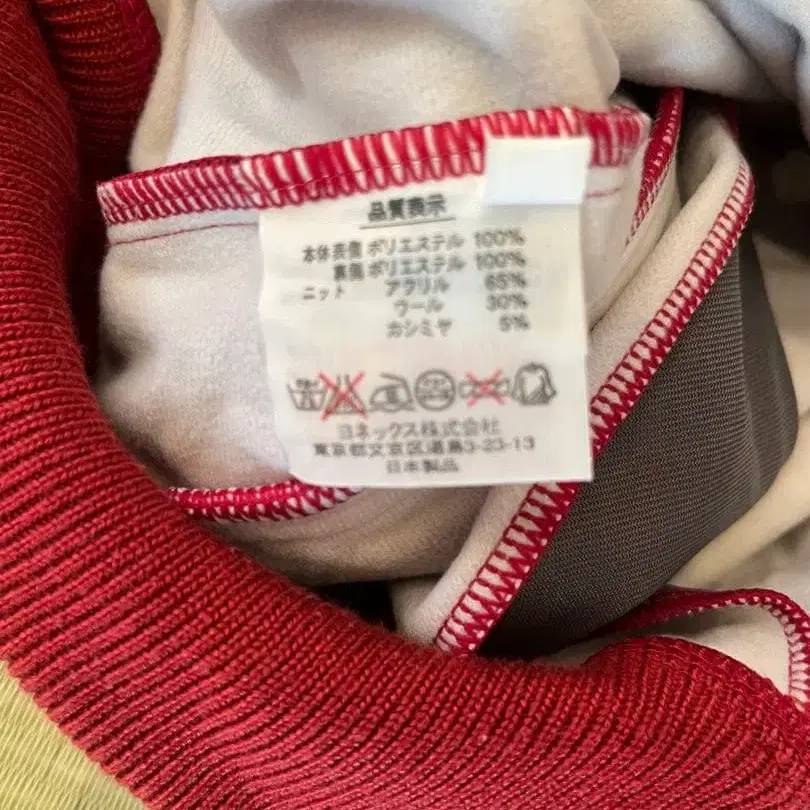 品質表示
本体表側 ポリエステル 100%
裏側 ポリエステル 100%
ニット アクリル 65%
ウール 30%
カシミヤ 5%
ヨネックス株式会社
東京都文京区湯島3-23-13
日本製品